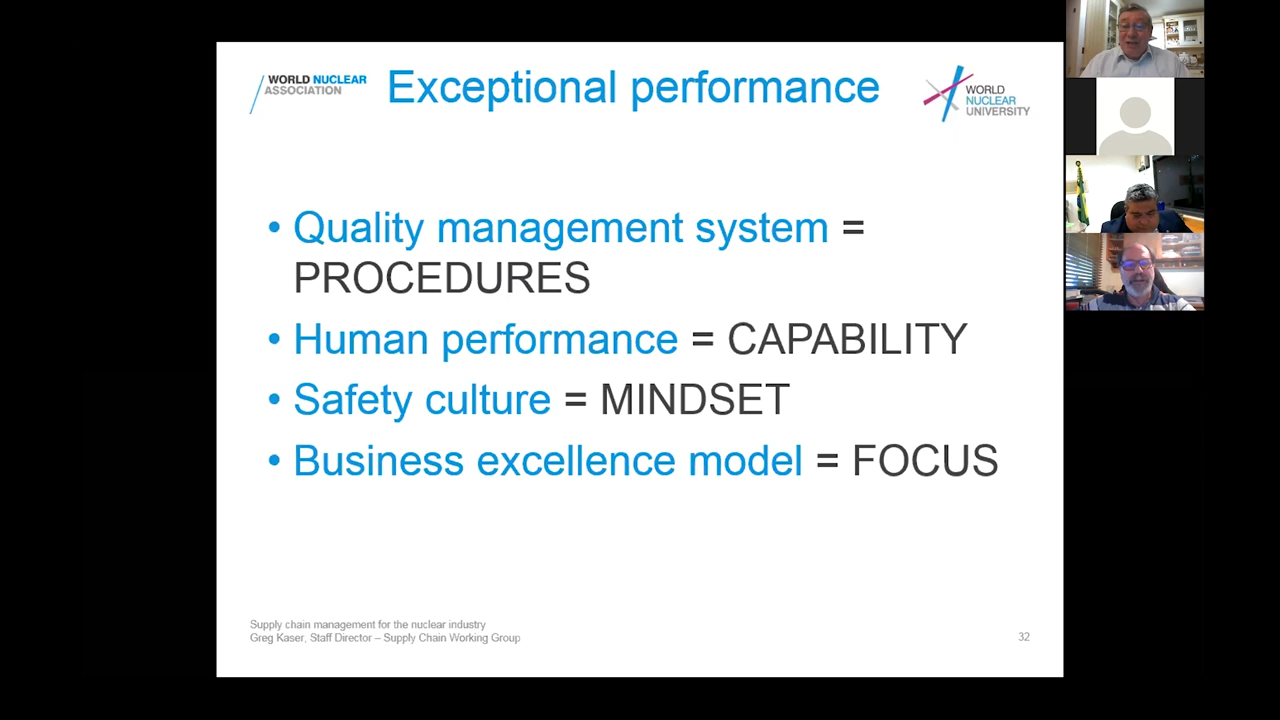 WORLD NUCLEAR
ASSOCIATION
Exceptional performance
WORLD
NUCLEAR
UNIVERSITY
• Quality management system =
PROCEDURES
• Human performance = CAPABILITY
• Safety culture = MINDSET
• Business excellence model = FOCUS
Supply chain management for the nuclear industry
Greg Kaser, Staff Director – Supply Chain Working Group
32